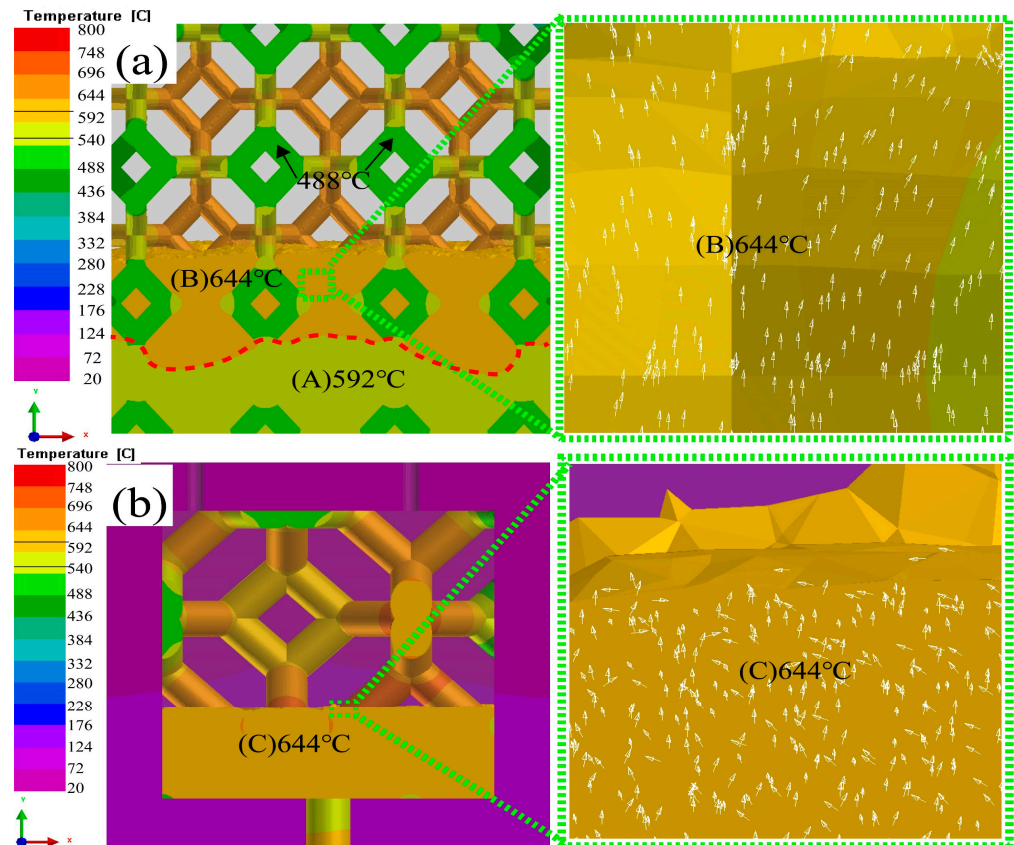 Temperature [C]
800
748
696
644
592
540
488
436
384
332
280
228
176
124
72
20
Y
x
(a)
488°C
(B)644°C
(A)592°C
(B)644°C
Temperature [C]
800
748
696
644
592
540
488
436
384
332
280
228
176
124
72
20
Y
x
(b)
(C)644°C
(C)644°C